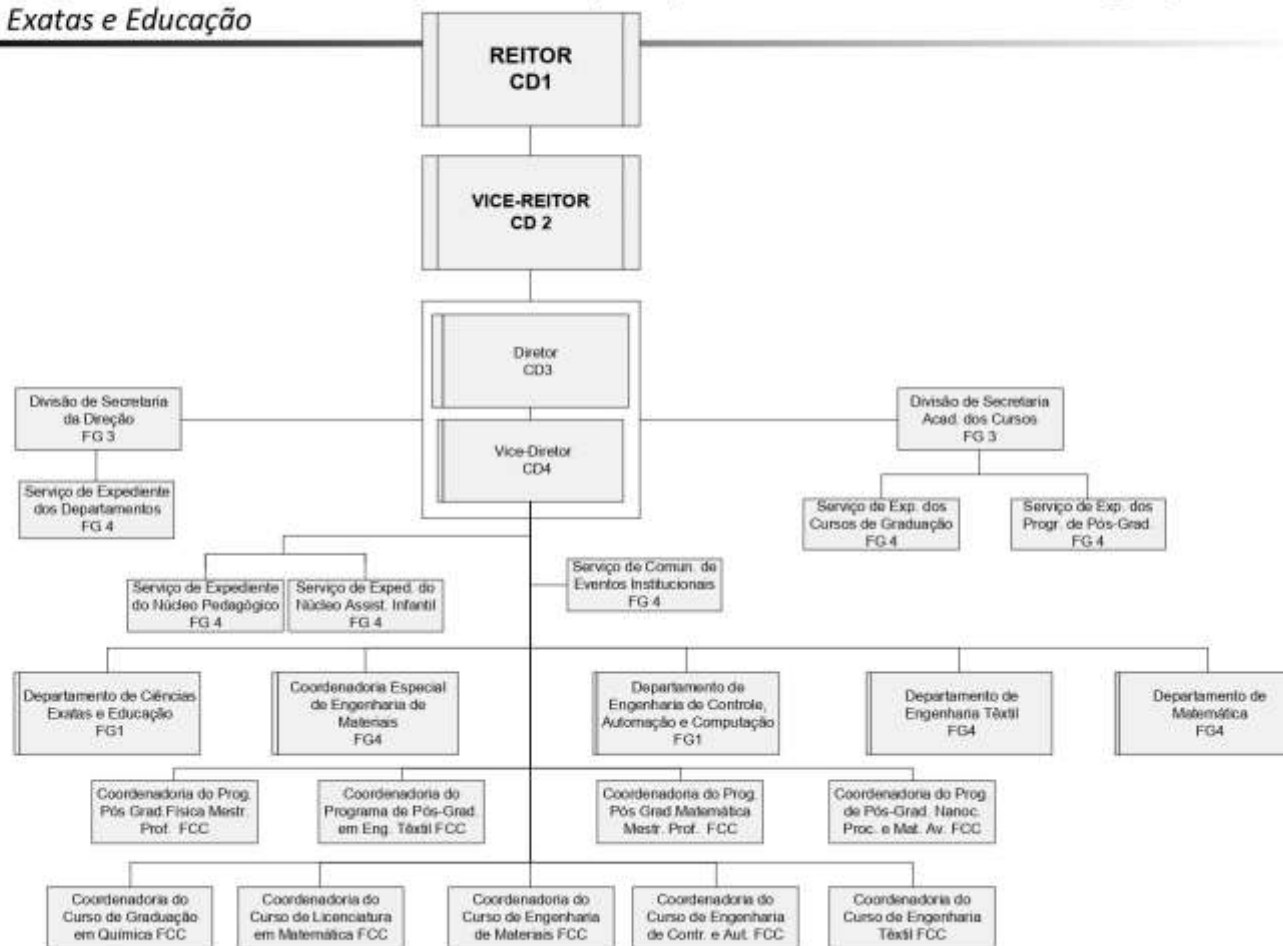 Exatas e Educação
REITOR
CD1
VICE-REITOR
CD 2
Diretor
CD3
Vice-Diretor
CD4
Divisão de Secretaria
da Direção
FG 3
Serviço de Expediente
dos Departamentos
FG 4
Divisão de Secretaria
Acad. dos Cursos
FG 3
Serviço de Exp. dos
Cursos de Graduação
FG 4
Serviço de Exp. dos
Progr. de Pós-Grad.
FG 4
Serviço de Expediente
do Núcleo Pedagógico
FG 4
Serviço de Exped. do
Núcleo Assist. Infantil
FG 4
Serviço de Comun. de
Eventos Institucionais
FG 4
Departamento de Ciências
Exatas e Educação
FG1
Coordenadoria Especial
de Engenharia de
Materiais
FG4
Departamento de
Engenharia de Controle,
Automação e Computação
FG1
Departamento de
Engenharia Têxtil
FG4
Departamento de
Matemática
FG4
Coordenadoria do Prog.
Pós Grad.Física Mestr.
Prof. FCC
Coordenadoria do
Programa de Pós-Grad.
em Eng. Têxtil FCC
Coordenadoria do Prog.
Pós Grad.Matemática
Mestr. Prof. FCC
Coordenadoria do Prog.
de Pós-Grad. Nanoc.
Proc. e Mat. Av. FCC
Coordenadoria do
Curso de Graduação
em Química FCC
Coordenadoria do
Curso de Licenciatura
em Matemática FCC
Coordenadoria do
Curso de Engenharia
de Materiais FCC
Coordenadoria do
Curso de Engenharia
de Contr. e Aut. FCC
Coordenadoria do
Curso de Engenharia
Têxtil FCC